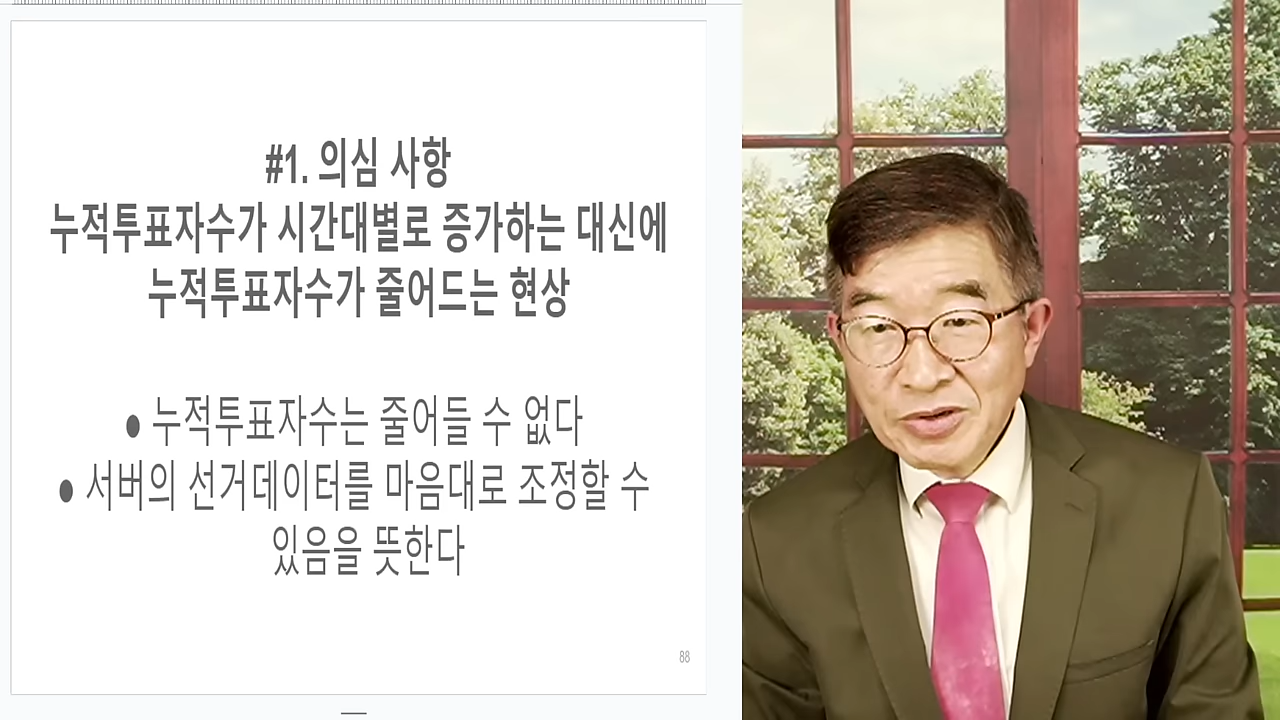 #1. 의심 사항
누적투표자수가 시간대별로 증가하는 대신에
누적투표자수가 줄어드는 현상
● 누적투표자수는 줄어들 수 없다
● 서버의 선거데이터를 마음대로 조정할 수
있음을 뜻한다
88